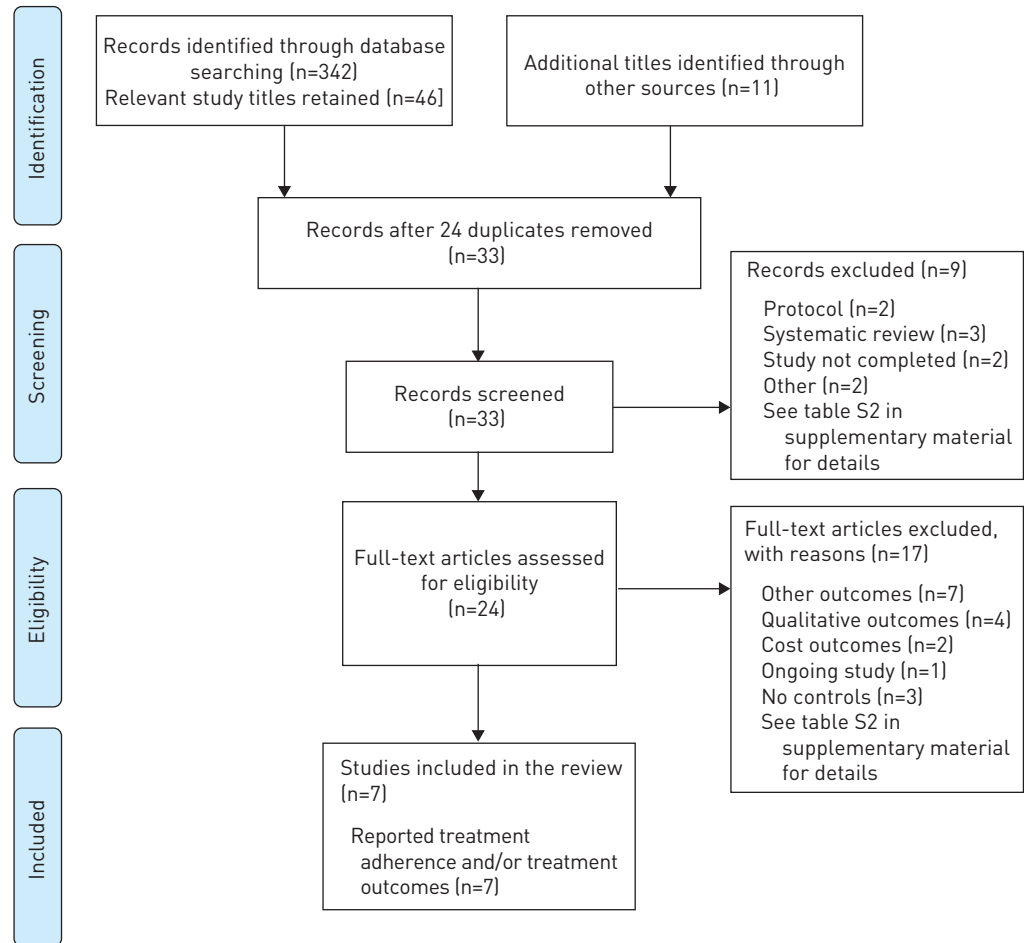 Identification
Records identified through database
searching (n=342)
Relevant study titles retained (n=46]
Additional titles identified through
other sources (n=11)
Records after 24 duplicates removed
(n=33)
Screening
Records screened
(n=33)
Records excluded (n=9)
Protocol (n=2)
Systematic review (n=3)
Study not completed (n=2)
Other (n=2)
See table S2 in
supplementary material
for details
Eligibility
Full-text articles assessed
for eligibility
(n=24)
Full-text articles excluded,
with reasons (n=17)
Other outcomes (n=7)
Qualitative outcomes (n=4)
Cost outcomes (n=2)
Ongoing study (n=1)
No controls (n=3)
See table S2 in
supplementary material
for details
Included
Studies included in the review
(n=7)
Reported treatment
adherence and/or treatment
outcomes (n=7)